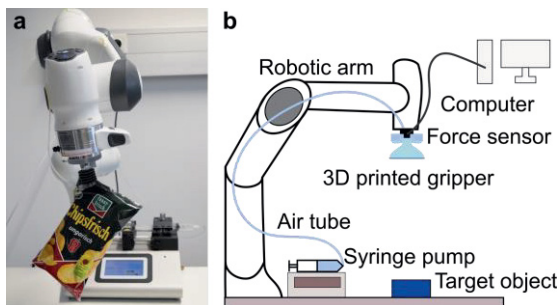 a
funny
frisch
Chipsfrisch
ungarisch
b
Robotic arm
Computer
Force sensor
3D printed gripper
Air tube
Syringe pump
Target object